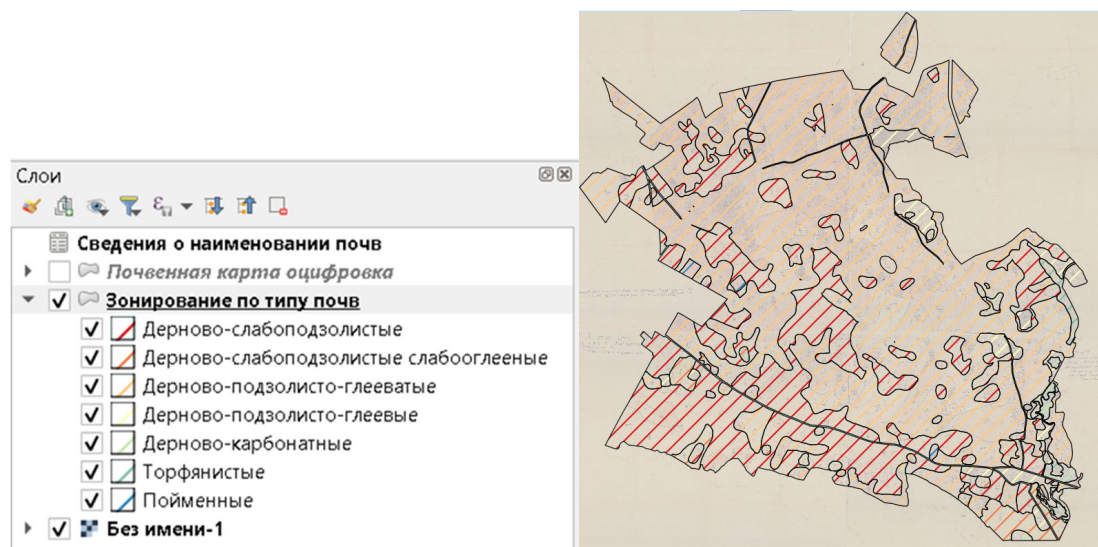 Слои
Сведения о наименовании почв
Почвенная карта оцифровка
Зонирование по типу почв
Дерново-слабоподзолистые
Дерново-слабоподзолистые слабооглееные
Дерново-подзолисто-глееватые
Дерново-подзолисто-глеевые
Дерново-карбонатные
Торфянистые
Пойменные
Без имени-1